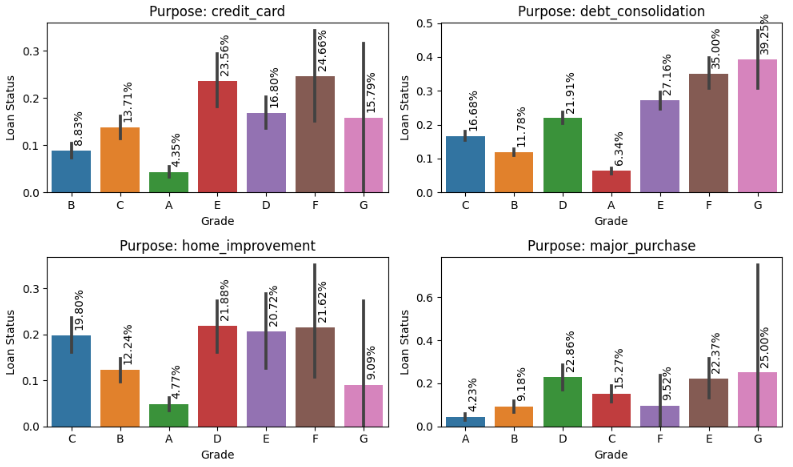 Purpose: credit_card
Loan Status
0.3
0.2
0.1
0.0
8.83%
13.71%
4.35%
23.56%
16.80%
24.66%
15.79%
B C A E D F G
Grade
Purpose: debt_consolidation
Loan Status
0.5
0.4
0.3
0.2
0.1
0.0
16.68%
11.78%
21.91%
6.34%
27.16%
35.00%
39.25%
C B D A E F G
Grade
Purpose: home_improvement
Loan Status
0.3
0.2
0.1
0.0
19.80%
12.24%
4.77%
21.88%
20.72%
21.62%
9.09%
C B A D E F G
Grade
Purpose: major_purchase
Loan Status
0.6
0.4
0.2
0.0
4.23%
9.18%
22.86%
15.27%
9.52%
22.37%
25.00%
A B D C F E G
Grade